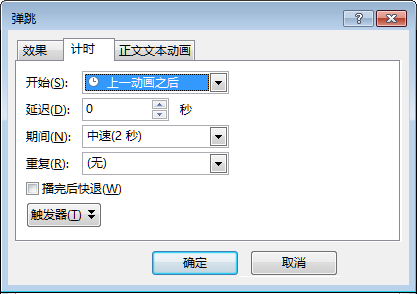 弹跳
效果 计时 正文文本动画
开始(S): 上一动画之后
延迟(D): 0 秒
期间(N): 中速(2 秒)
重复(R): (无)
播完后快退(W)
触发器(T)
确定 取消